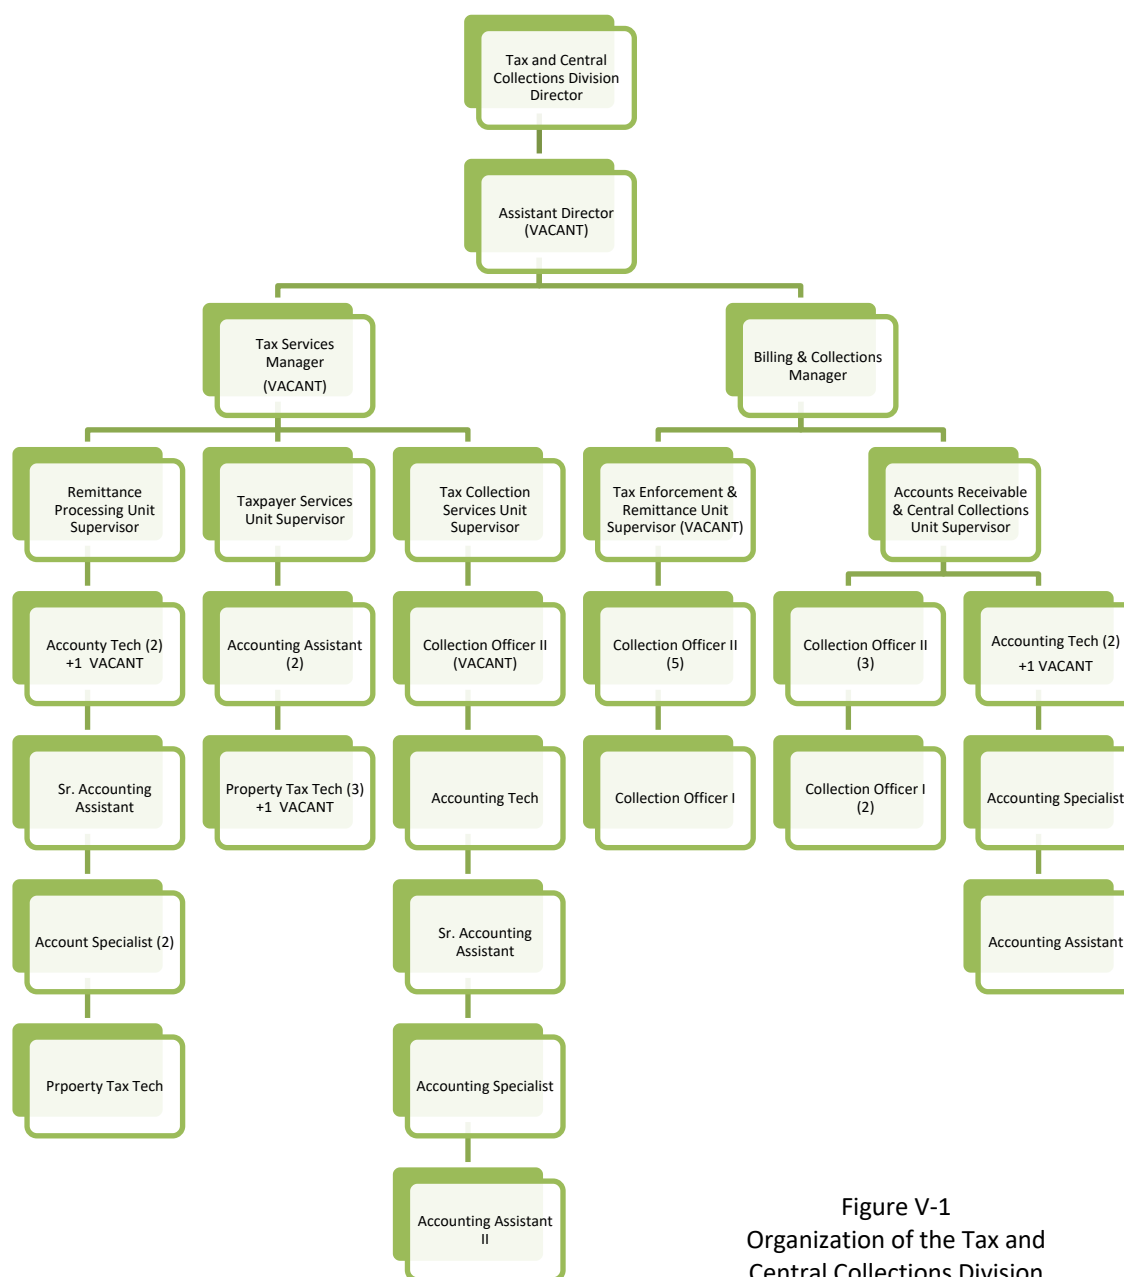 Tax and Central
Collections Division
Director
Assistant Director
(VACANT)
Tax Services
Manager
(VACANT)
Billing & Collections
Manager
Remittance
Processing Unit
Supervisor
Taxpayer Services
Unit Supervisor
Tax Collection
Services Unit
Supervisor
Tax Enforcement &
Remittance Unit
Supervisor (VACANT)
Accounts Receivable
& Central Collections
Unit Supervisor
Accounty Tech (2)
+1 VACANT
Accounting Assistant
(2)
Collection Officer II
(VACANT)
Collection Officer II
(5)
Collection Officer II
(3)
Accounting Tech (2)
+1 VACANT
Sr. Accounting
Assistant
Property Tax Tech (3)
+1 VACANT
Accounting Tech
Collection Officer I
Collection Officer I
(2)
Accounting Specialist
Account Specialist (2)
Sr. Accounting
Assistant
Accounting Assistant
Prpoerty Tax Tech
Accounting Specialist
Accounting Assistant
II
Figure V-1
Organization of the Tax and
Central Collections Division